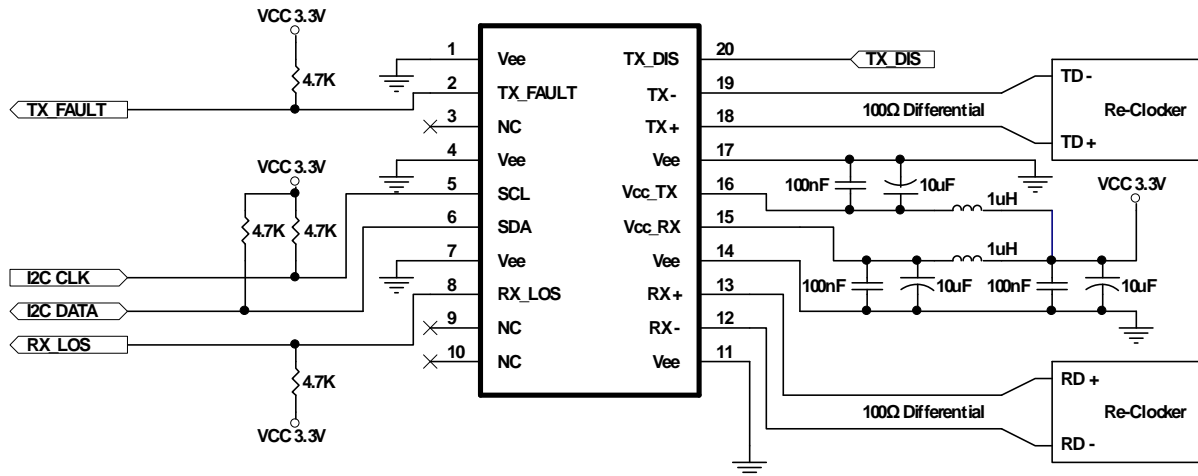 VCC 3.3V
4.7K
TX_FAULT
VCC 3.3V
4.7K
4.7K
I2C CLK
I2C DATA
RX_LOS
4.7K
VCC 3.3V
1 Vee
2 TX_FAULT
3 NC
4 Vee
5 SCL
6 SDA
7 Vee
8 RX_LOS
9 NC
10 NC
TX_DIS 20
TX- 19
TX+ 18
Vee 17
Vcc_TX 16
Vcc_RX 15
Vee 14
RX+ 13
RX- 12
Vee 11
TX_DIS
100Ω Differential
TD -
Re-Clocker
TD +
100nF
10uF
1uH
VCC 3.3V
1uH
100nF
10uF
100nF
10uF
100Ω Differential
RD +
Re-Clocker
RD -